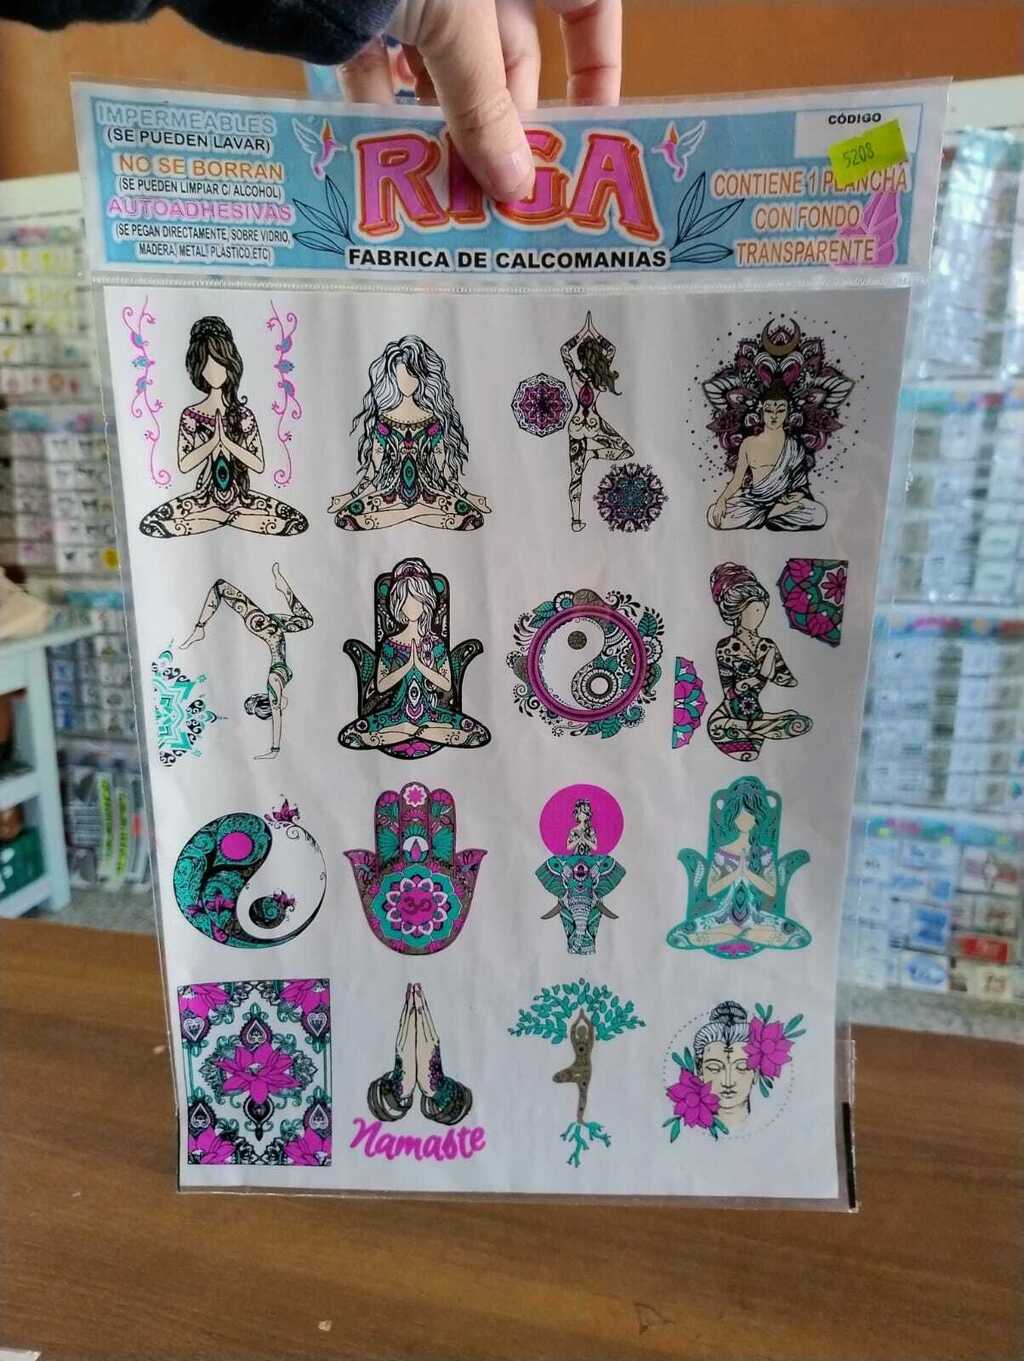 IMPERMEABLES
(SE PUEDEN LAVAR)
NO SE BORRAN
(SE PUEDEN LIMPIAR C/ ALCOHOL)
AUTOADHESIVAS
(SE PEGAN DIRECTAMENTE, SOBRE VIDRIO,
MADERA, METAL, PLASTICO, ETC)
RIGA
FABRICA DE CALCOMANIAS
CÓDIGO
5208
CONTIENE 1 PLANCHA
CON FONDO
TRANSPARENTE
ॐ
Namaste